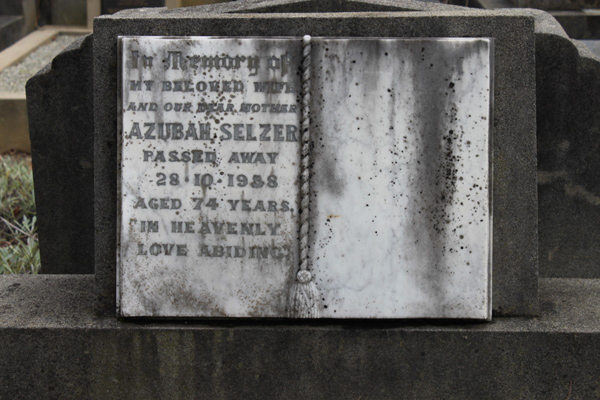 In Memory of
MY BELOVED WIFE
AND OUR DEAR MOTHER
AZUBAH SELZER
PASSED AWAY
28·10·1988
AGED 74 YEARS.
"IN HEAVENLY
LOVE ABIDING."